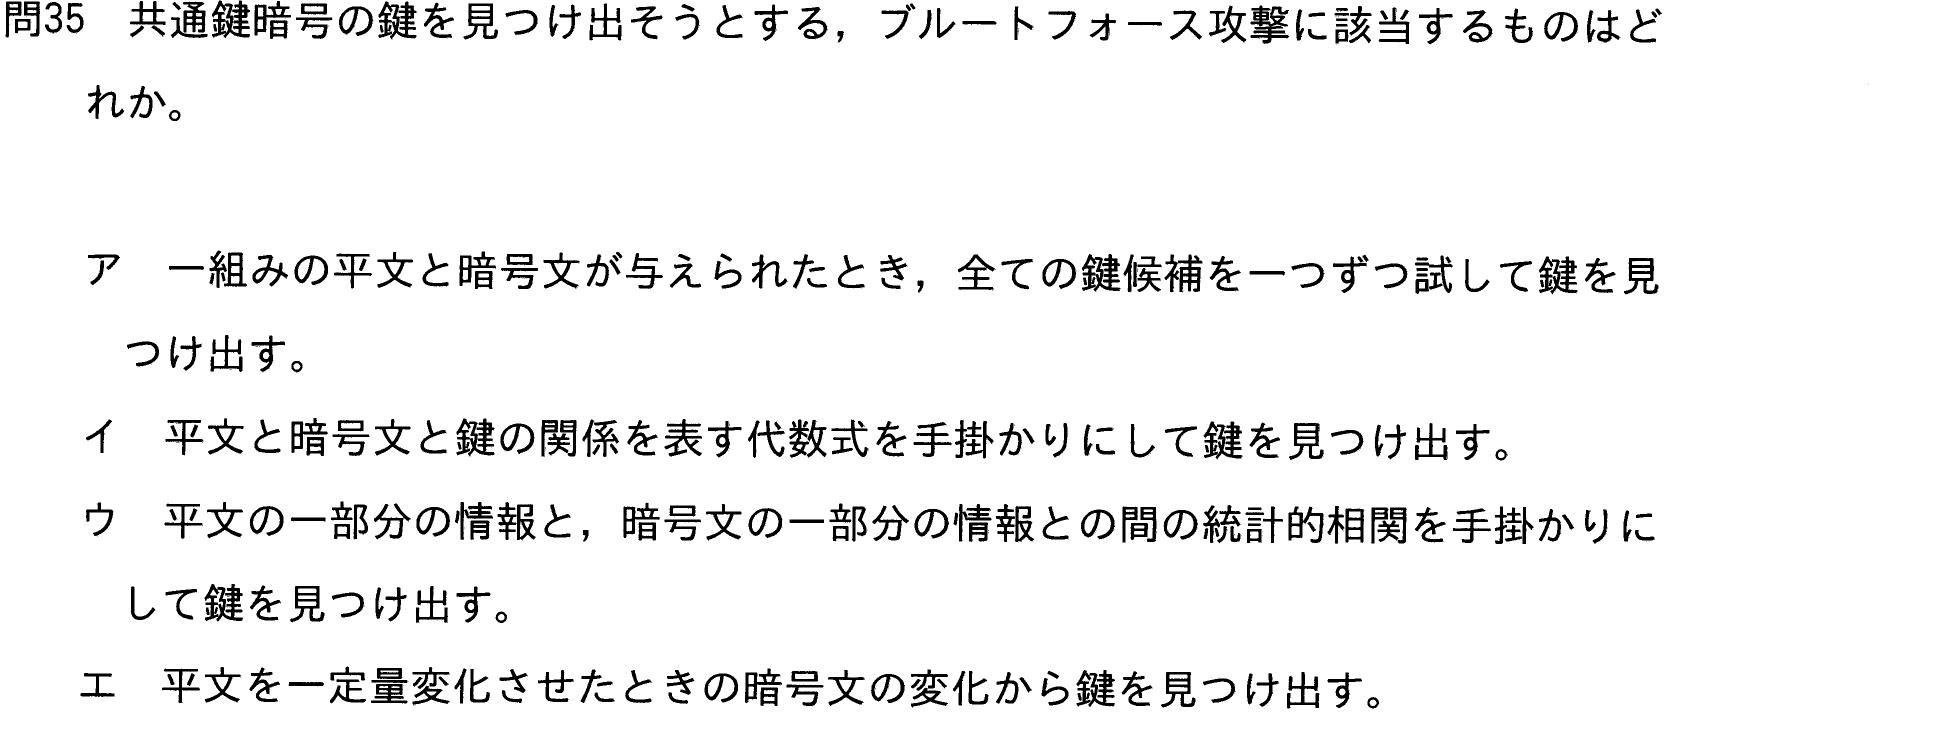 問35　共通鍵暗号の鍵を見つけ出そうとする，ブルートフォース攻撃に該当するものはど
れか。
ア　一組みの平文と暗号文が与えられたとき，全ての鍵候補を一つずつ試して鍵を見
つけ出す。
イ　平文と暗号文と鍵の関係を表す代数式を手掛かりにして鍵を見つけ出す。
ウ　平文の一部分の情報と，暗号文の一部分の情報との間の統計的相関を手掛かりに
して鍵を見つけ出す。
エ　平文を一定量変化させたときの暗号文の変化から鍵を見つけ出す。